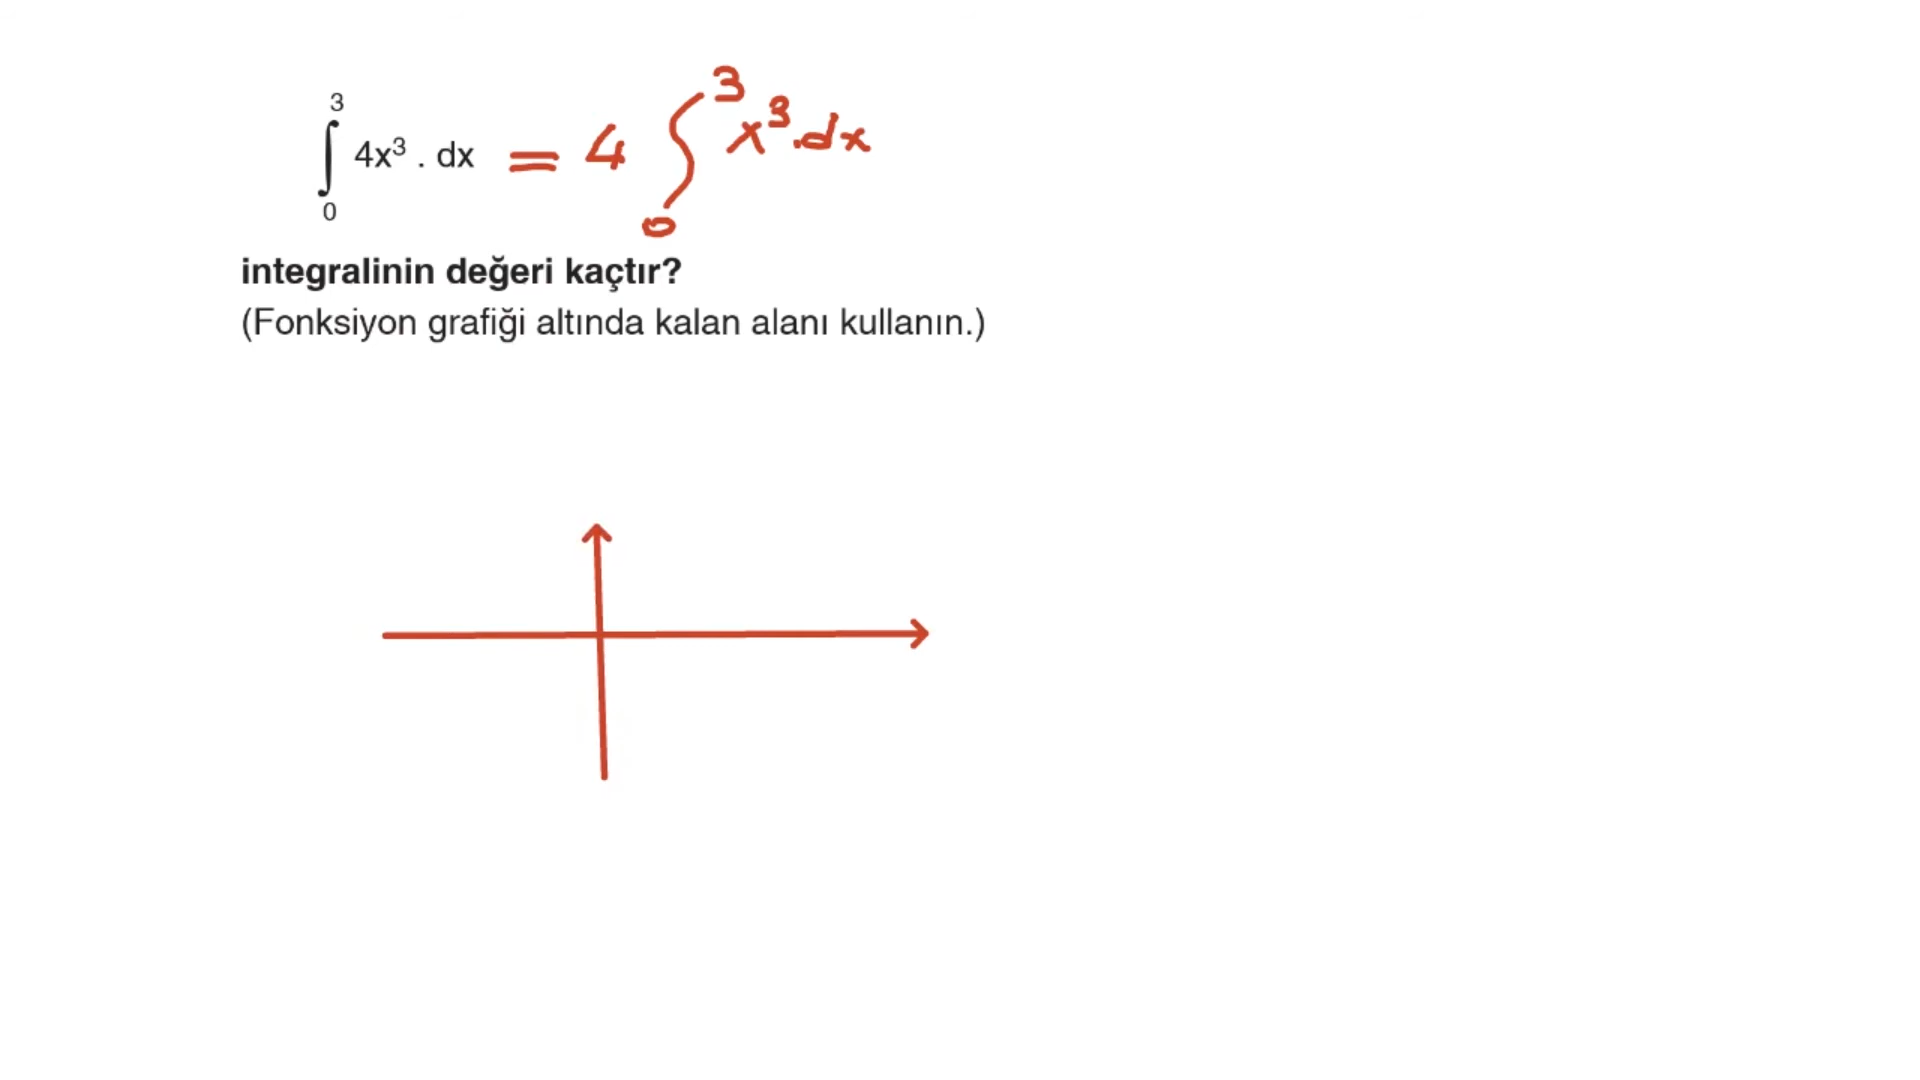 ∫₀³ 4x³ . dx = 4 ∫₀³ x³.dx
integralinin değeri kaçtır?
(Fonksiyon grafiği altında kalan alanı kullanın.)